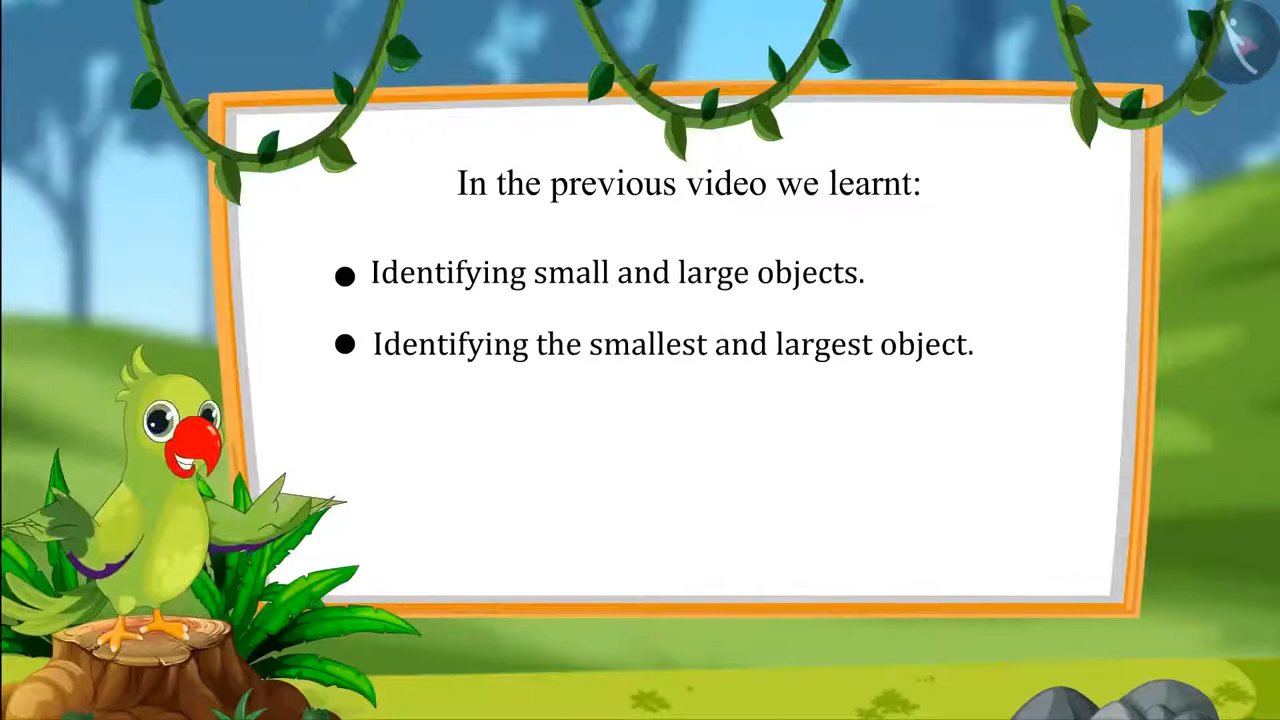 In the previous video we learnt:
● Identifying small and large objects.
● Identifying the smallest and largest object.